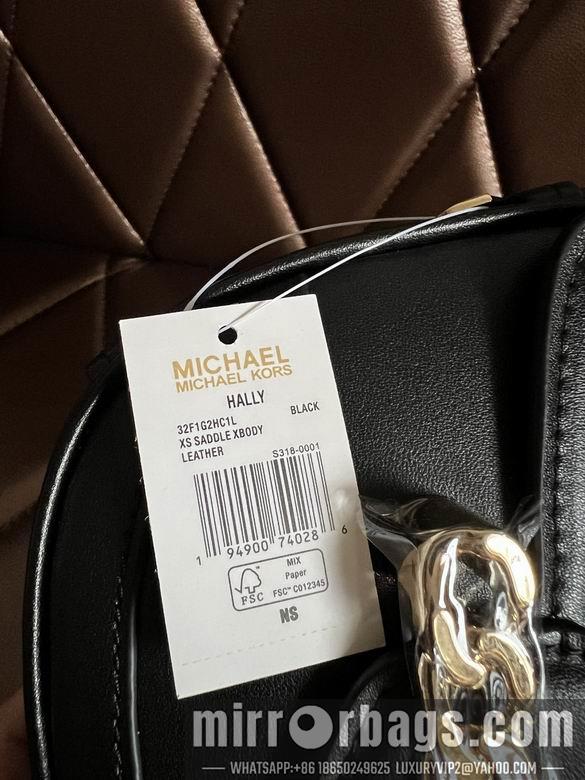 MICHAEL
MICHAEL KORS
HALLY
32F1G2HC1L BLACK
XS SADDLE XBODY
LEATHER
S318-0001
1 94900 74028 6
FSC
MIX
Paper
FSC™ C012345
NS
mirrorbags.com
WHATSAPP:+86 18650249625 LUXURYVIP2@YAHOO.COM